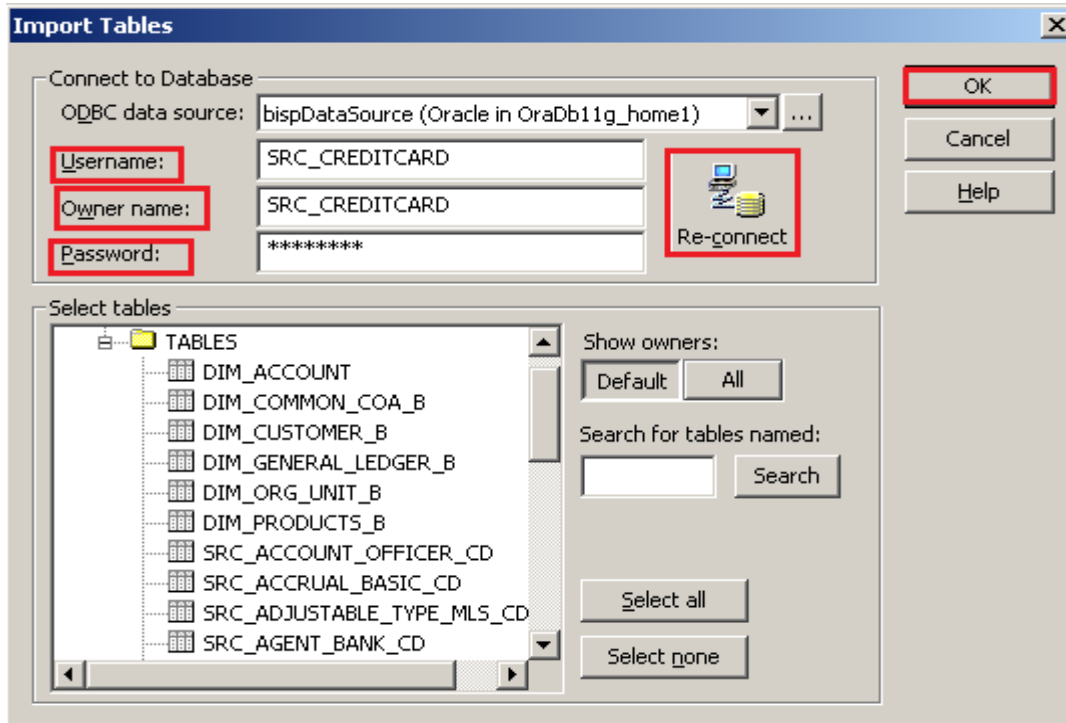 Import Tables
Connect to Database
ODBC data source: bispDataSource (Oracle in OraDb11g_home1) ...
Username: SRC_CREDITCARD
Owner name: SRC_CREDITCARD
Password: ********
Re-connect
OK
Cancel
Help
Select tables
TABLES
DIM_ACCOUNT
DIM_COMMON_COA_B
DIM_CUSTOMER_B
DIM_GENERAL_LEDGER_B
DIM_ORG_UNIT_B
DIM_PRODUCTS_B
SRC_ACCOUNT_OFFICER_CD
SRC_ACCRUAL_BASIC_CD
SRC_ADJUSTABLE_TYPE_MLS_CD
SRC_AGENT_BANK_CD
Show owners:
Default All
Search for tables named:
Search
Select all
Select none